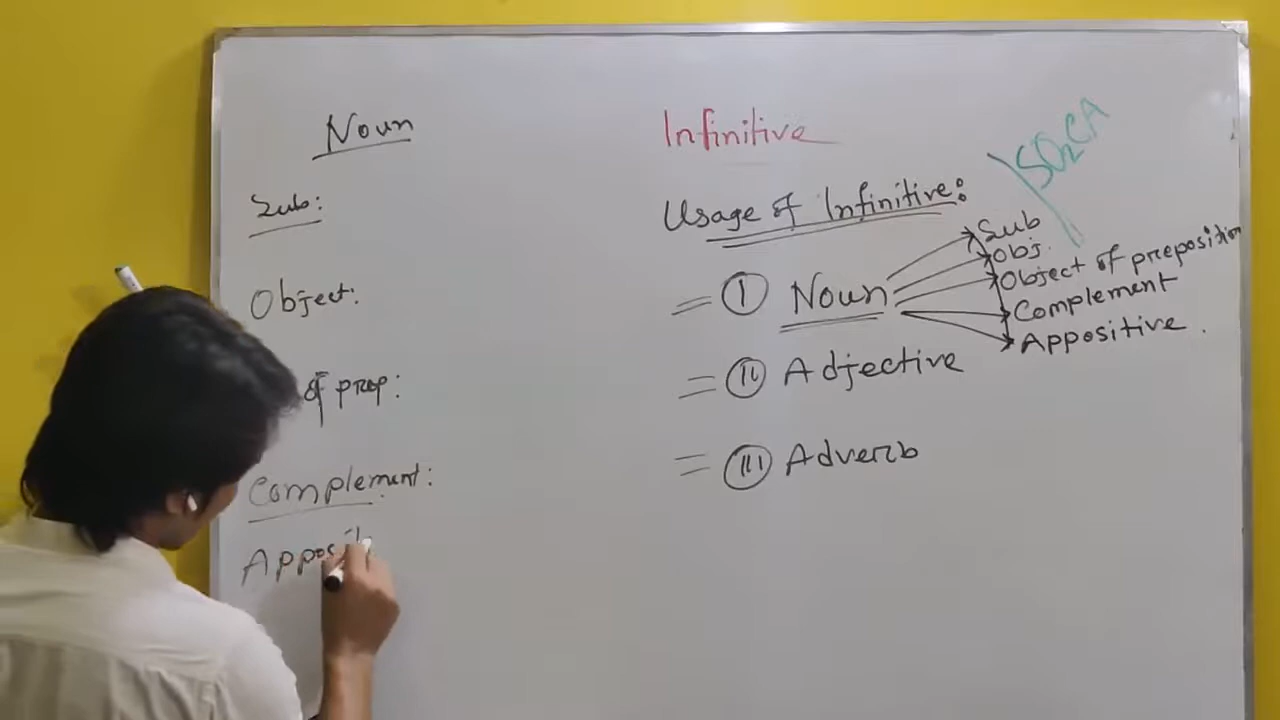 Noun
Sub:
Object:
of prep:
Complement:
Infinitive
SO2CA
Usage of Infinitive:
= I Noun
Sub
Obj.
Object of preposition
Complement
Appositive.
= II Adjective
= III Adverb